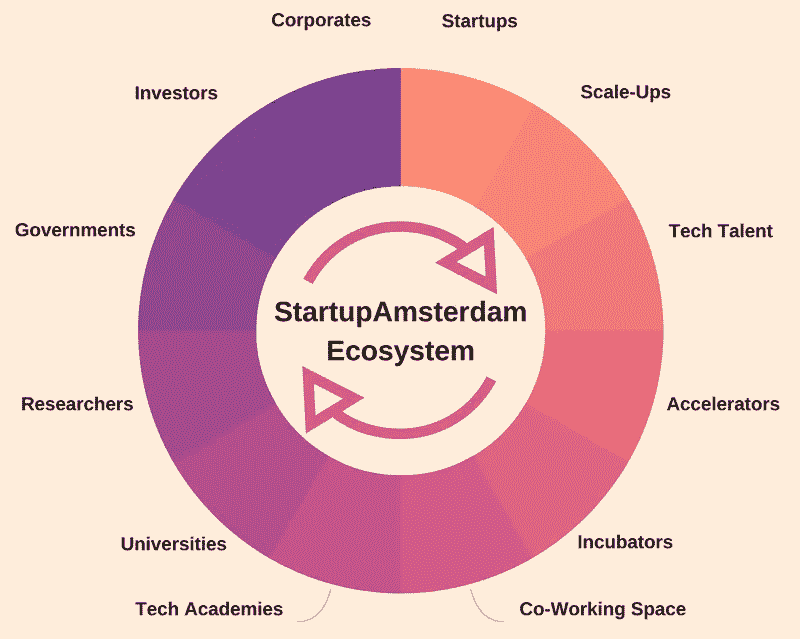 Corporates
Startups
Investors
Scale-Ups
Governments
Tech Talent
StartupAmsterdam
Ecosystem
Researchers
Accelerators
Universities
Incubators
Tech Academies
Co-Working Space